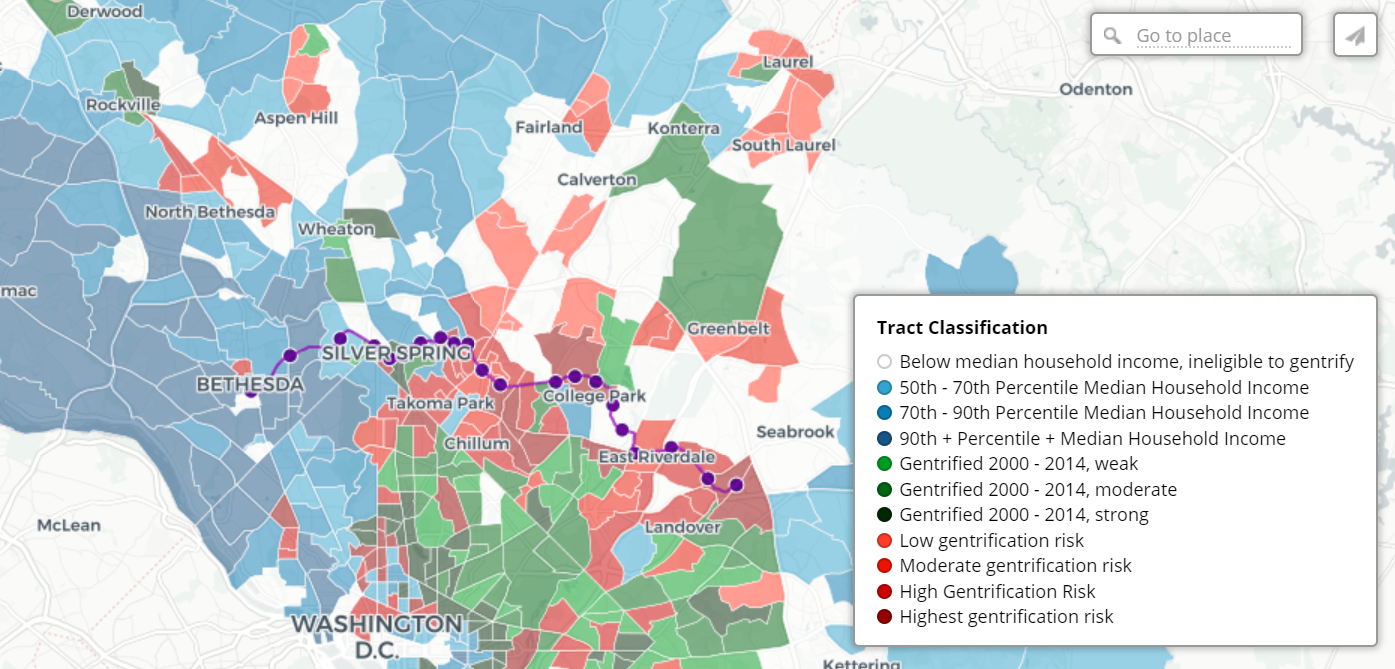 Derwood
Go to place
Laurel
Odenton
Rockville
Aspen Hill
Fairland
Konterra
South Laurel
Calverton
North Bethesda
Wheaton
mac
Greenbelt
SILVER SPRING
BETHESDA
Takoma Park
College Park
Chillum
Seabrook
East Riverdale
McLean
Landover
WASHINGTON
D.C.
Kettering
Tract Classification
Below median household income, ineligible to gentrify
50th - 70th Percentile Median Household Income
70th - 90th Percentile Median Household Income
90th + Percentile + Median Household Income
Gentrified 2000 - 2014, weak
Gentrified 2000 - 2014, moderate
Gentrified 2000 - 2014, strong
Low gentrification risk
Moderate gentrification risk
High Gentrification Risk
Highest gentrification risk